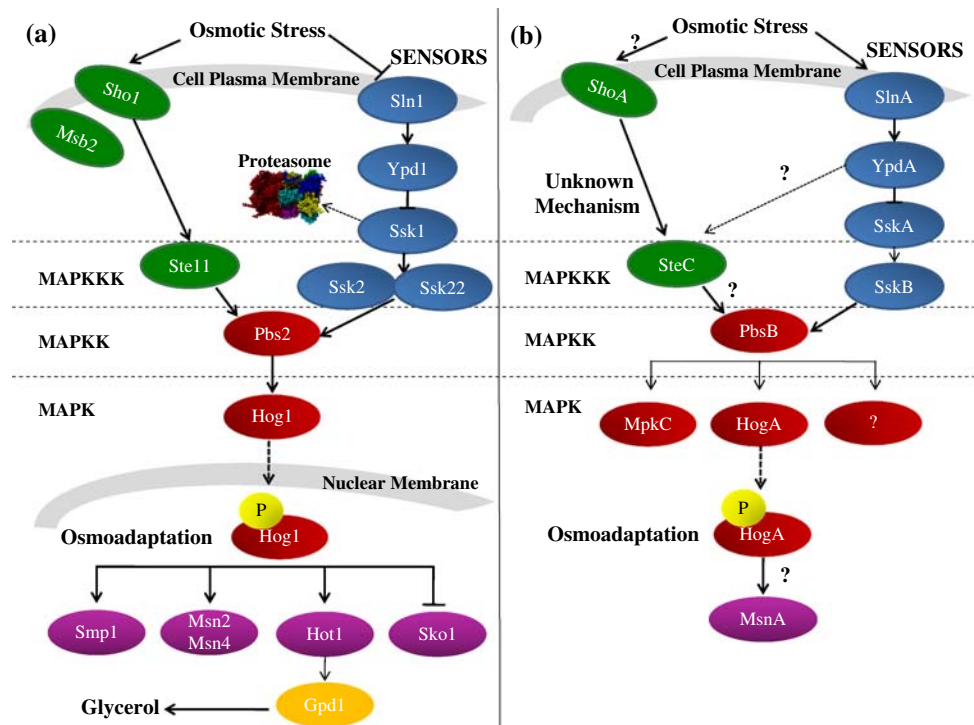 (a)
Osmotic Stress
SENSORS
Cell Plasma Membrane
Sho1
Msb2
Sln1
Ypd1
Proteasome
Ssk1
MAPKKK
Ste11
Ssk2
Ssk22
MAPKK
Pbs2
MAPK
Hog1
Nuclear Membrane
P
Hog1
Osmoadaptation
Smp1
Msn2
Msn4
Hot1
Sko1
Glycerol
Gpd1
(b)
Osmotic Stress
?
SENSORS
Cell Plasma Membrane
ShoA
SlnA
YpdA
?
Unknown
Mechanism
SskA
MAPKKK
SteC
SskB
?
MAPKK
PbsB
MAPK
MpkC
HogA
?
P
HogA
Osmoadaptation
?
MsnA